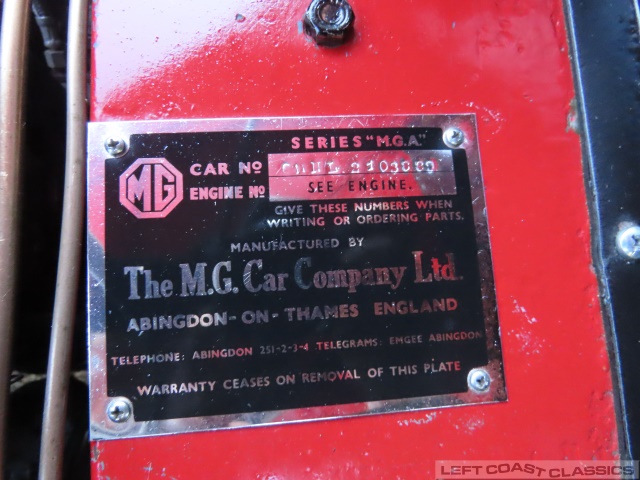 SERIES "M.G.A."
MG
CAR NO
ENGINE NO SEE ENGINE.
GIVE THESE NUMBERS WHEN
WRITING OR ORDERING PARTS.
MANUFACTURED BY
The M.G. Car Company Ltd.
ABINGDON-ON-THAMES ENGLAND
TELEPHONE: ABINGDON 251-2-3-4 TELEGRAMS: EMGEE ABINGDON
WARRANTY CEASES ON REMOVAL OF THIS PLATE
LEFT COAST CLASSICS